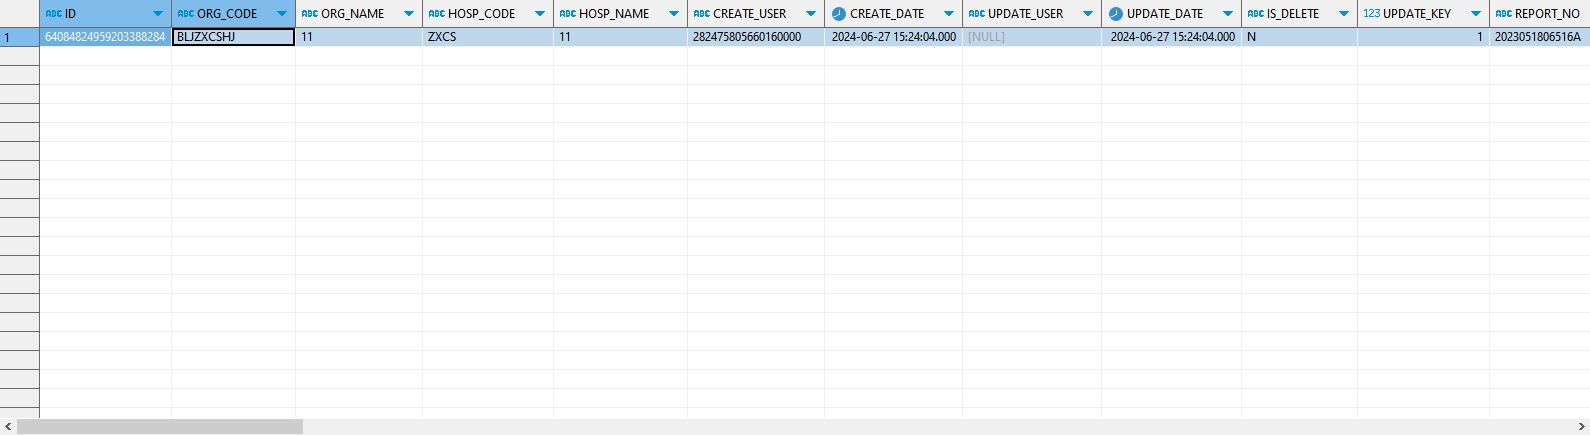 ABC ID ABC ORG_CODE ABC ORG_NAME ABC HOSP_CODE ABC HOSP_NAME ABC CREATE_USER CREATE_DATE ABC UPDATE_USER UPDATE_DATE ABC IS_DELETE 123 UPDATE_KEY ABC REPORT_NO
1 64084824959203388284 BLJZXCSHJ 11 ZXCS 11 282475805660160000 2024-06-27 15:24:04.000 [NULL] 2024-06-27 15:24:04.000 N 1 2023051806516A